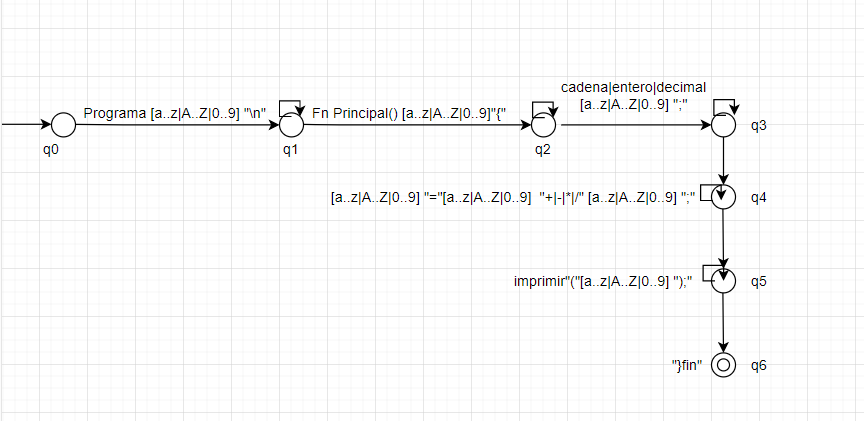 cadena|entero|decimal
[a..z|A..Z|0..9] ";"
Programa [a..z|A..Z|0..9] "\n"
Fn Principal() [a..z|A..Z|0..9]"{"
q0
q1
q2
q3
[a..z|A..Z|0..9] "="[a..z|A..Z|0..9]  "+|-|*|/" [a..z|A..Z|0..9] ";"
q4
imprimir"("[a..z|A..Z|0..9] ");"
q5
"}fin"
q6